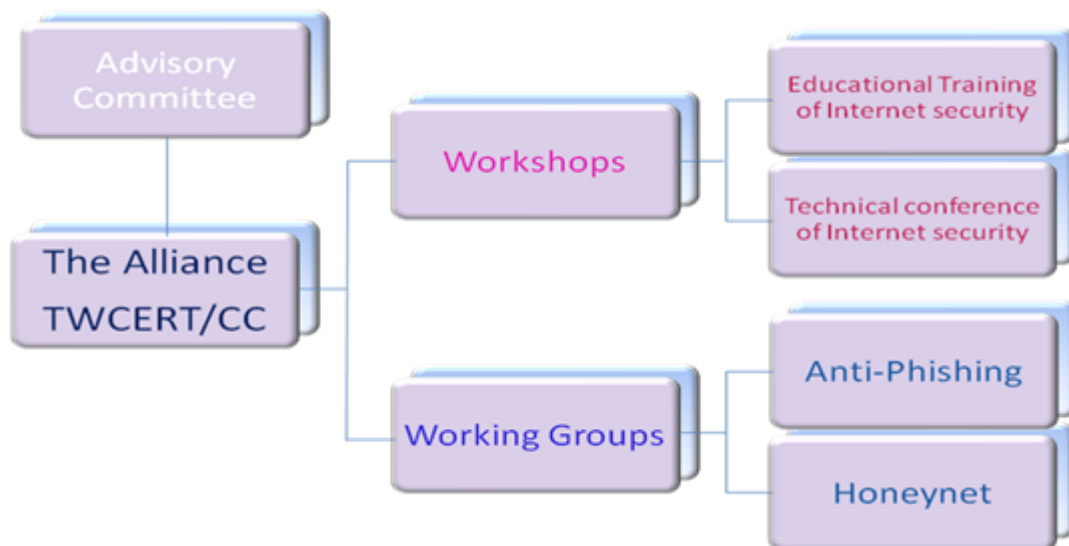 Advisory
Committee
The Alliance
TWCERT/CC
Workshops
Educational Training
of Internet security
Technical conference
of Internet security
Working Groups
Anti-Phishing
Honeynet